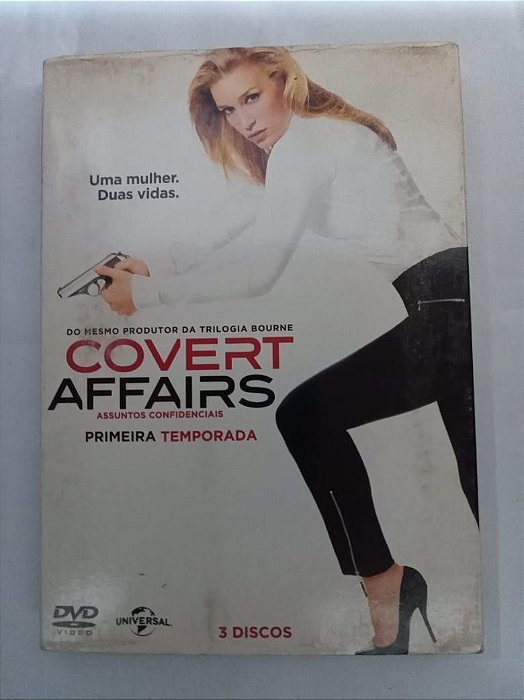 Uma mulher.
Duas vidas.
DO MESMO PRODUTOR DA TRILOGIA BOURNE
COVERT
AFFAIRS
ASSUNTOS CONFIDENCIAIS
PRIMEIRA TEMPORADA
DVD
VIDEO
UNIVERSAL
3 DISCOS